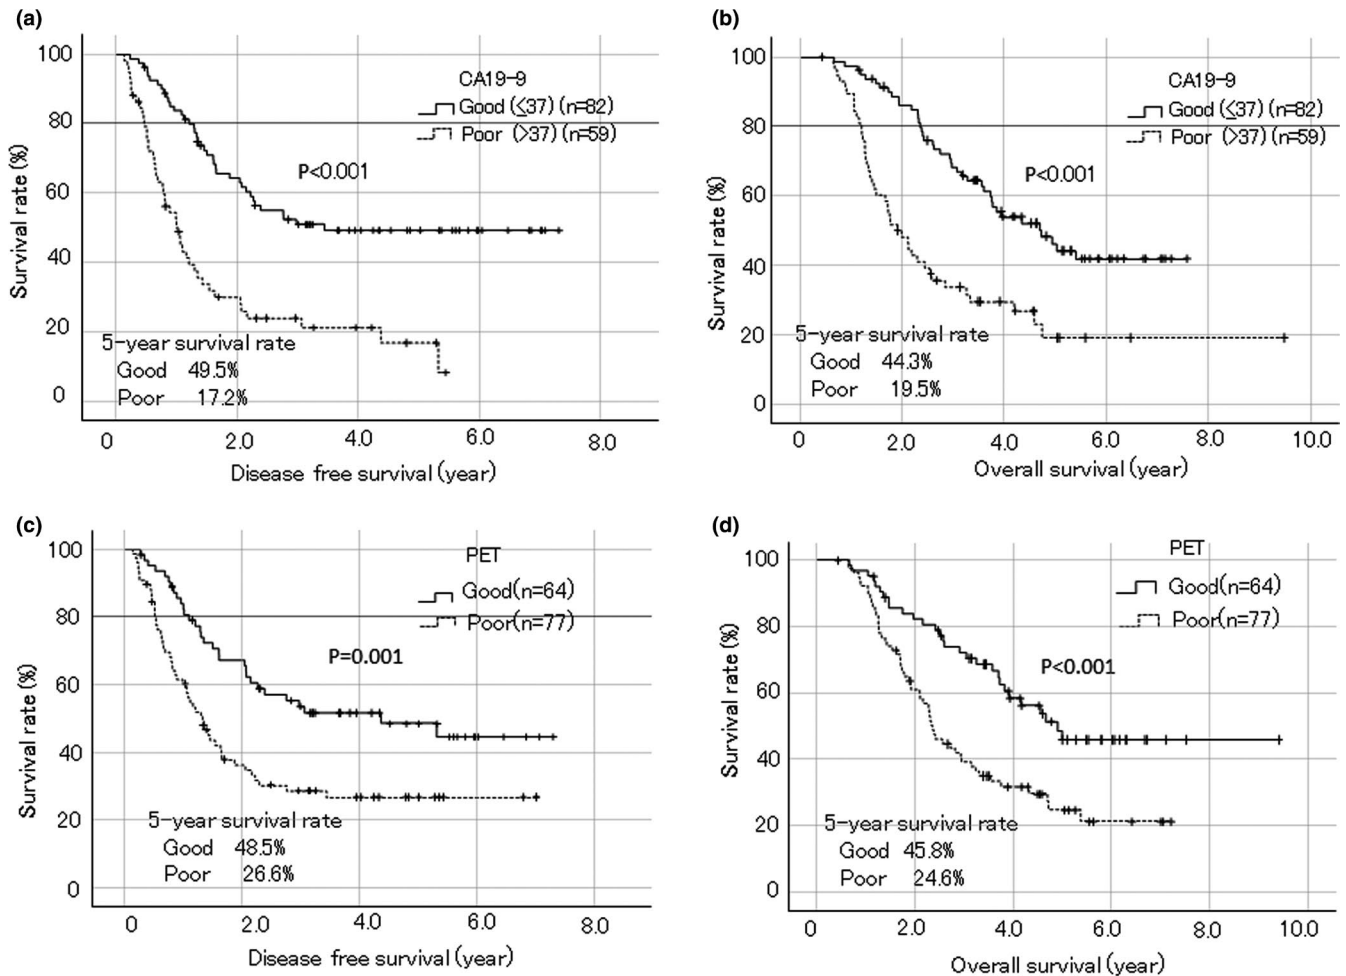 (a)
100
80
60
40
20
0
Survival rate (%)
CA19-9
Good (≤37) (n=82)
Poor (>37) (n=59)
P<0.001
5-year survival rate
Good 49.5%
Poor 17.2%
0 2.0 4.0 6.0 8.0
Disease free survival (year)
(b)
100
80
60
40
20
0
Survival rate (%)
CA19-9
Good (≤37) (n=82)
Poor (>37) (n=59)
P<0.001
5-year survival rate
Good 44.3%
Poor 19.5%
0 2.0 4.0 6.0 8.0 10.0
Overall survival (year)
(c)
100
80
60
40
20
0
Survival rate (%)
PET
Good(n=64)
Poor(n=77)
P=0.001
5-year survival rate
Good 48.5%
Poor 26.6%
0 2.0 4.0 6.0 8.0
Disease free survival (year)
(d)
100
80
60
40
20
0
Survival rate (%)
PET
Good(n=64)
Poor(n=77)
P<0.001
5-year survival rate
Good 45.8%
Poor 24.6%
0 2.0 4.0 6.0 8.0 10.0
Overall survival (year)